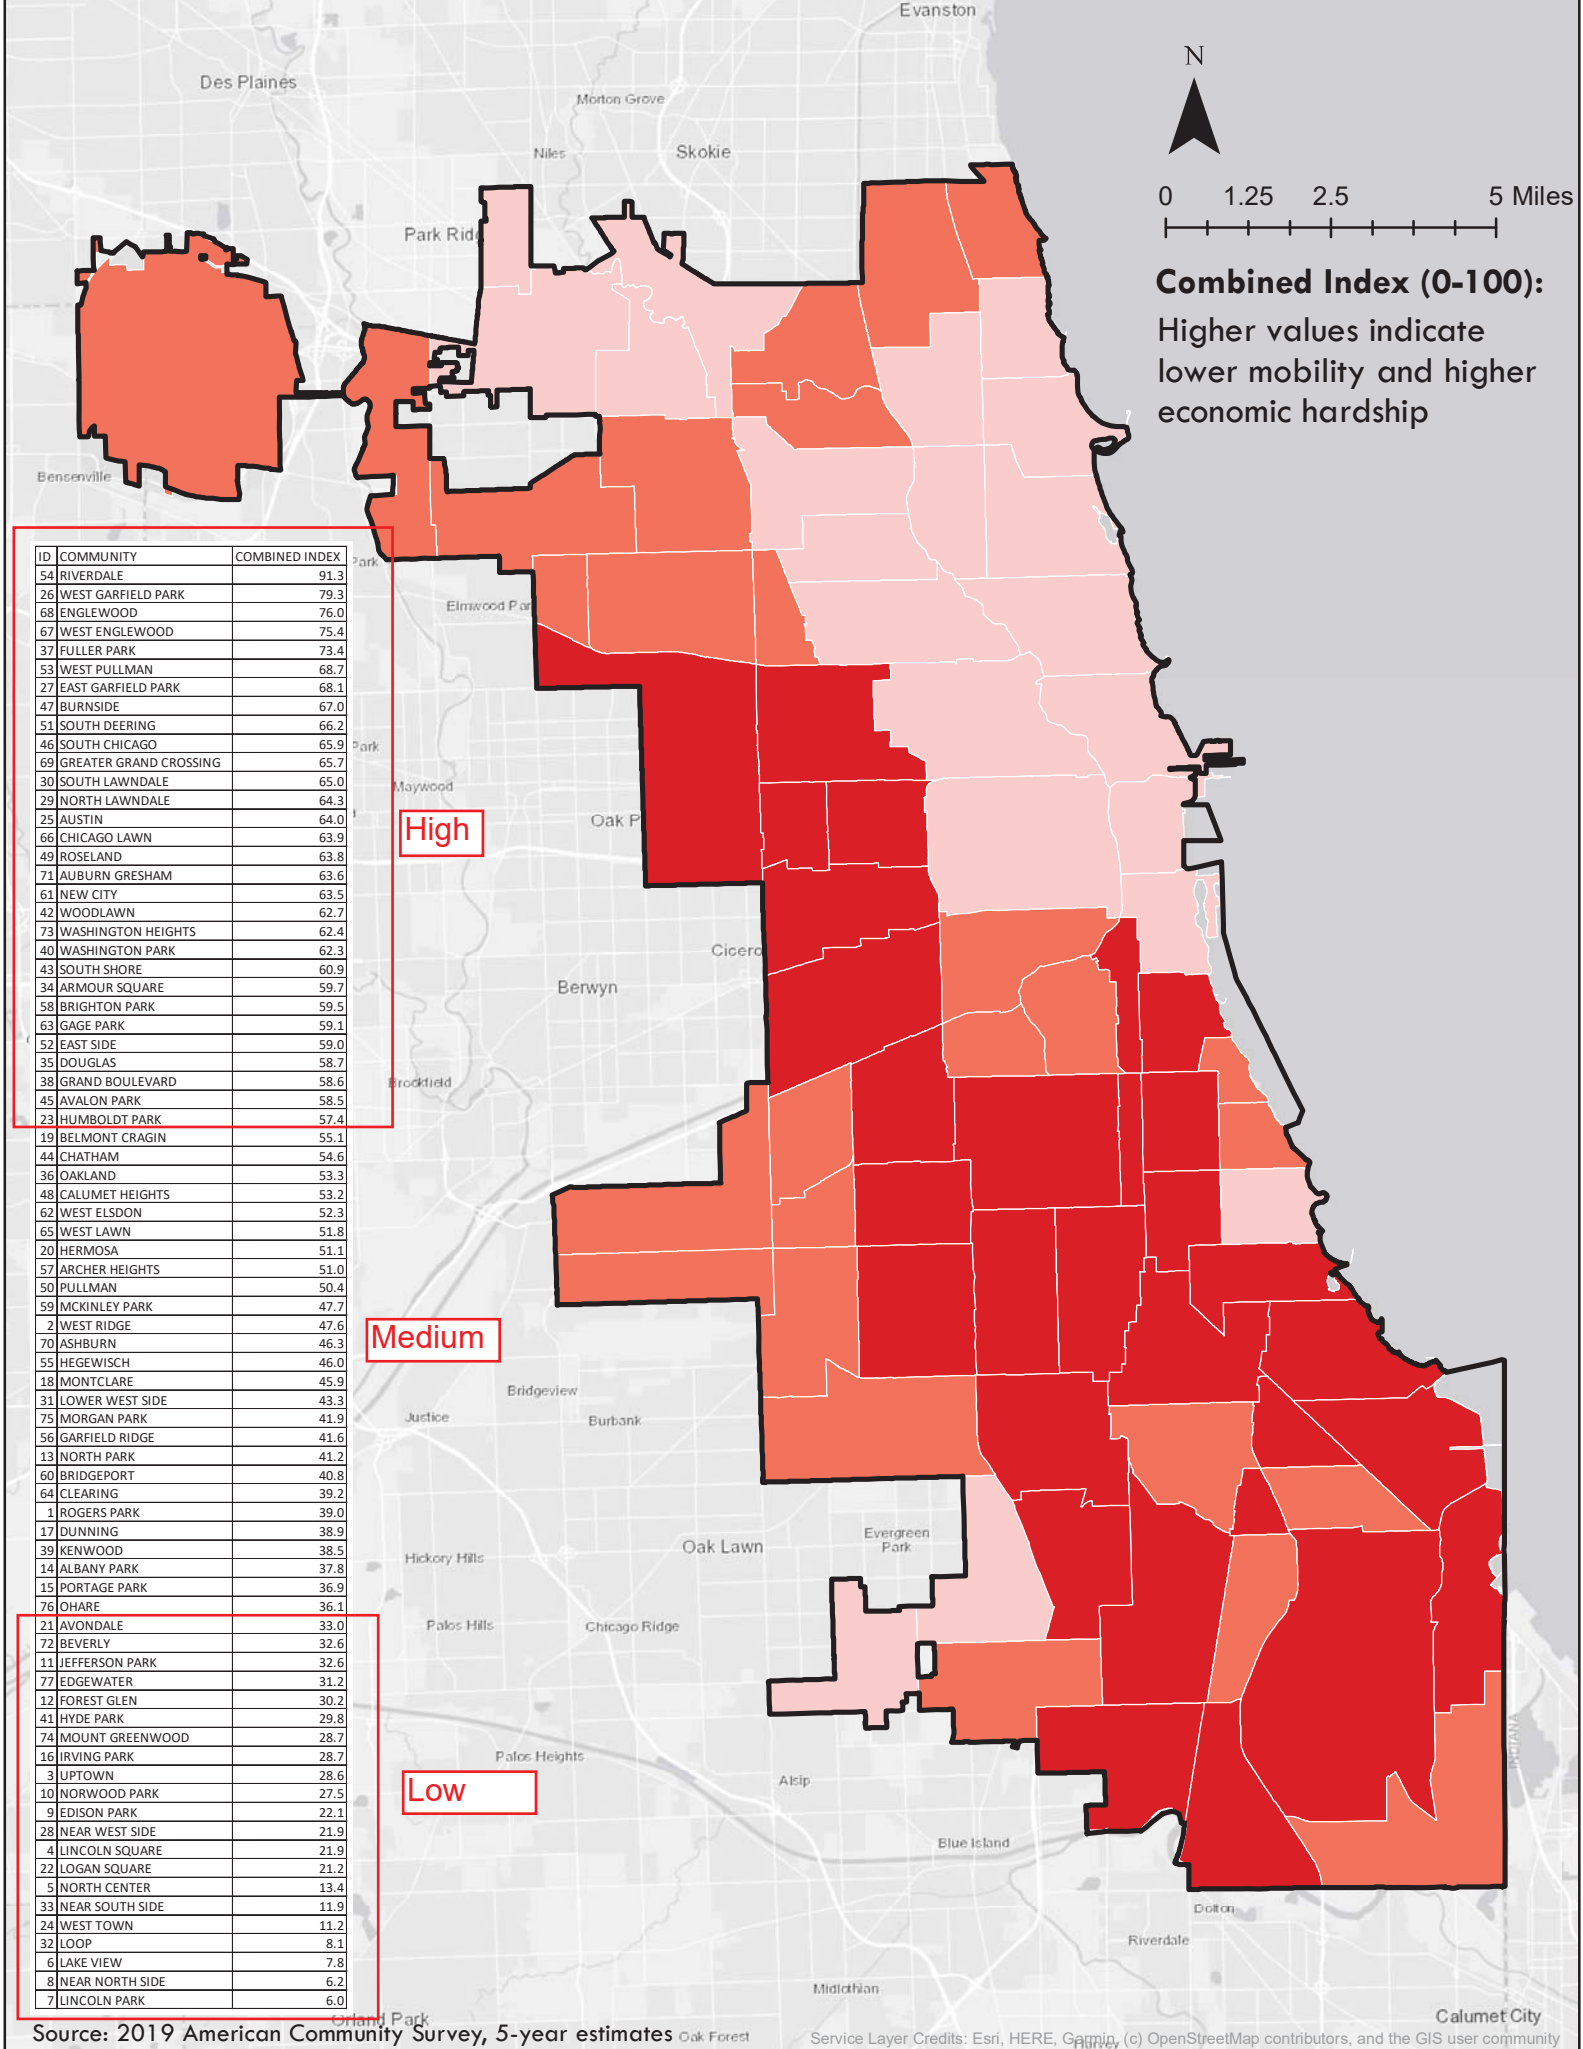 Evanston
Des Plaines
Morton Grove
Niles
Skokie
N
0 1.25 2.5 5 Miles
Park Ridg
Combined Index (0-100):
Higher values indicate
lower mobility and higher
economic hardship
Bensenville
ID COMMUNITY COMBINED INDEX
54 RIVERDALE 91.3
26 WEST GARFIELD PARK 79.3
68 ENGLEWOOD 76.0
67 WEST ENGLEWOOD 75.4
37 FULLER PARK 73.4
53 WEST PULLMAN 68.7
27 EAST GARFIELD PARK 68.1
47 BURNSIDE 67.0
51 SOUTH DEERING 66.2
46 SOUTH CHICAGO 65.9
69 GREATER GRAND CROSSING 65.7
30 SOUTH LAWNDALE 65.0
29 NORTH LAWNDALE 64.3
25 AUSTIN 64.0
66 CHICAGO LAWN 63.9
49 ROSELAND 63.8
71 AUBURN GRESHAM 63.6
61 NEW CITY 63.5
42 WOODLAWN 62.7
73 WASHINGTON HEIGHTS 62.4
40 WASHINGTON PARK 62.3
43 SOUTH SHORE 60.9
34 ARMOUR SQUARE 59.7
58 BRIGHTON PARK 59.5
63 GAGE PARK 59.1
52 EAST SIDE 59.0
35 DOUGLAS 58.7
38 GRAND BOULEVARD 58.6
45 AVALON PARK 58.5
23 HUMBOLDT PARK 57.4
19 BELMONT CRAGIN 55.1
44 CHATHAM 54.6
36 OAKLAND 53.3
48 CALUMET HEIGHTS 53.2
62 WEST ELSDON 52.3
65 WEST LAWN 51.8
20 HERMOSA 51.1
57 ARCHER HEIGHTS 51.0
50 PULLMAN 50.4
59 MCKINLEY PARK 47.7
2 WEST RIDGE 47.6
70 ASHBURN 46.3
55 HEGEWISCH 46.0
18 MONTCLARE 45.9
31 LOWER WEST SIDE 43.3
75 MORGAN PARK 41.9
56 GARFIELD RIDGE 41.6
13 NORTH PARK 41.2
60 BRIDGEPORT 40.8
64 CLEARING 39.2
1 ROGERS PARK 39.0
17 DUNNING 38.9
39 KENWOOD 38.5
14 ALBANY PARK 37.8
15 PORTAGE PARK 36.9
76 OHARE 36.1
21 AVONDALE 33.0
72 BEVERLY 32.6
11 JEFFERSON PARK 32.6
77 EDGEWATER 31.2
12 FOREST GLEN 30.2
41 HYDE PARK 29.8
74 MOUNT GREENWOOD 28.7
16 IRVING PARK 28.7
3 UPTOWN 28.6
10 NORWOOD PARK 27.5
9 EDISON PARK 22.1
28 NEAR WEST SIDE 21.9
4 LINCOLN SQUARE 21.9
22 LOGAN SQUARE 21.2
5 NORTH CENTER 13.4
33 NEAR SOUTH SIDE 11.9
24 WEST TOWN 11.2
32 LOOP 8.1
6 LAKE VIEW 7.8
8 NEAR NORTH SIDE 6.2
7 LINCOLN PARK 6.0
High
Medium
Low
Park
Elmwood Par
Park
Maywood
Oak P
Cicero
Berwyn
Brookfield
Bridgeview
Justice
Burbank
Evergreen
Park
Oak Lawn
Hickory Hills
Palos Hills
Chicago Ridge
Palos Heights
Alsip
Blue Island
INDIANA
Dolton
Riverdale
Midlothian
Orland Park
Calumet City
Oak Forest
Harvey
Source: 2019 American Community Survey, 5-year estimates
Service Layer Credits: Esri, HERE, Garmin, (c) OpenStreetMap contributors, and the GIS user community